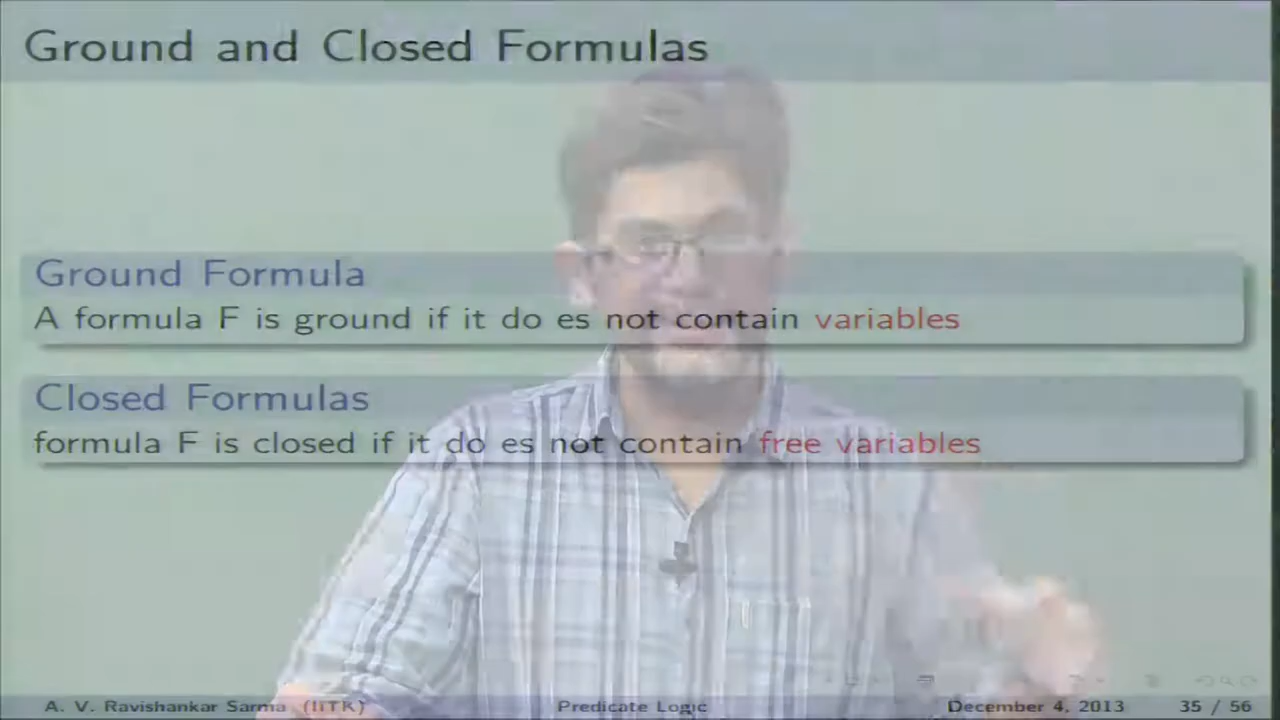 Ground and Closed Formulas
Ground Formula
A formula F is ground if it do es not contain variables
Closed Formulas
formula F is closed if it do es not contain free variables
A. V. Ravishankar Sarma (IITK) Predicate Logic December 4, 2013 35 / 56